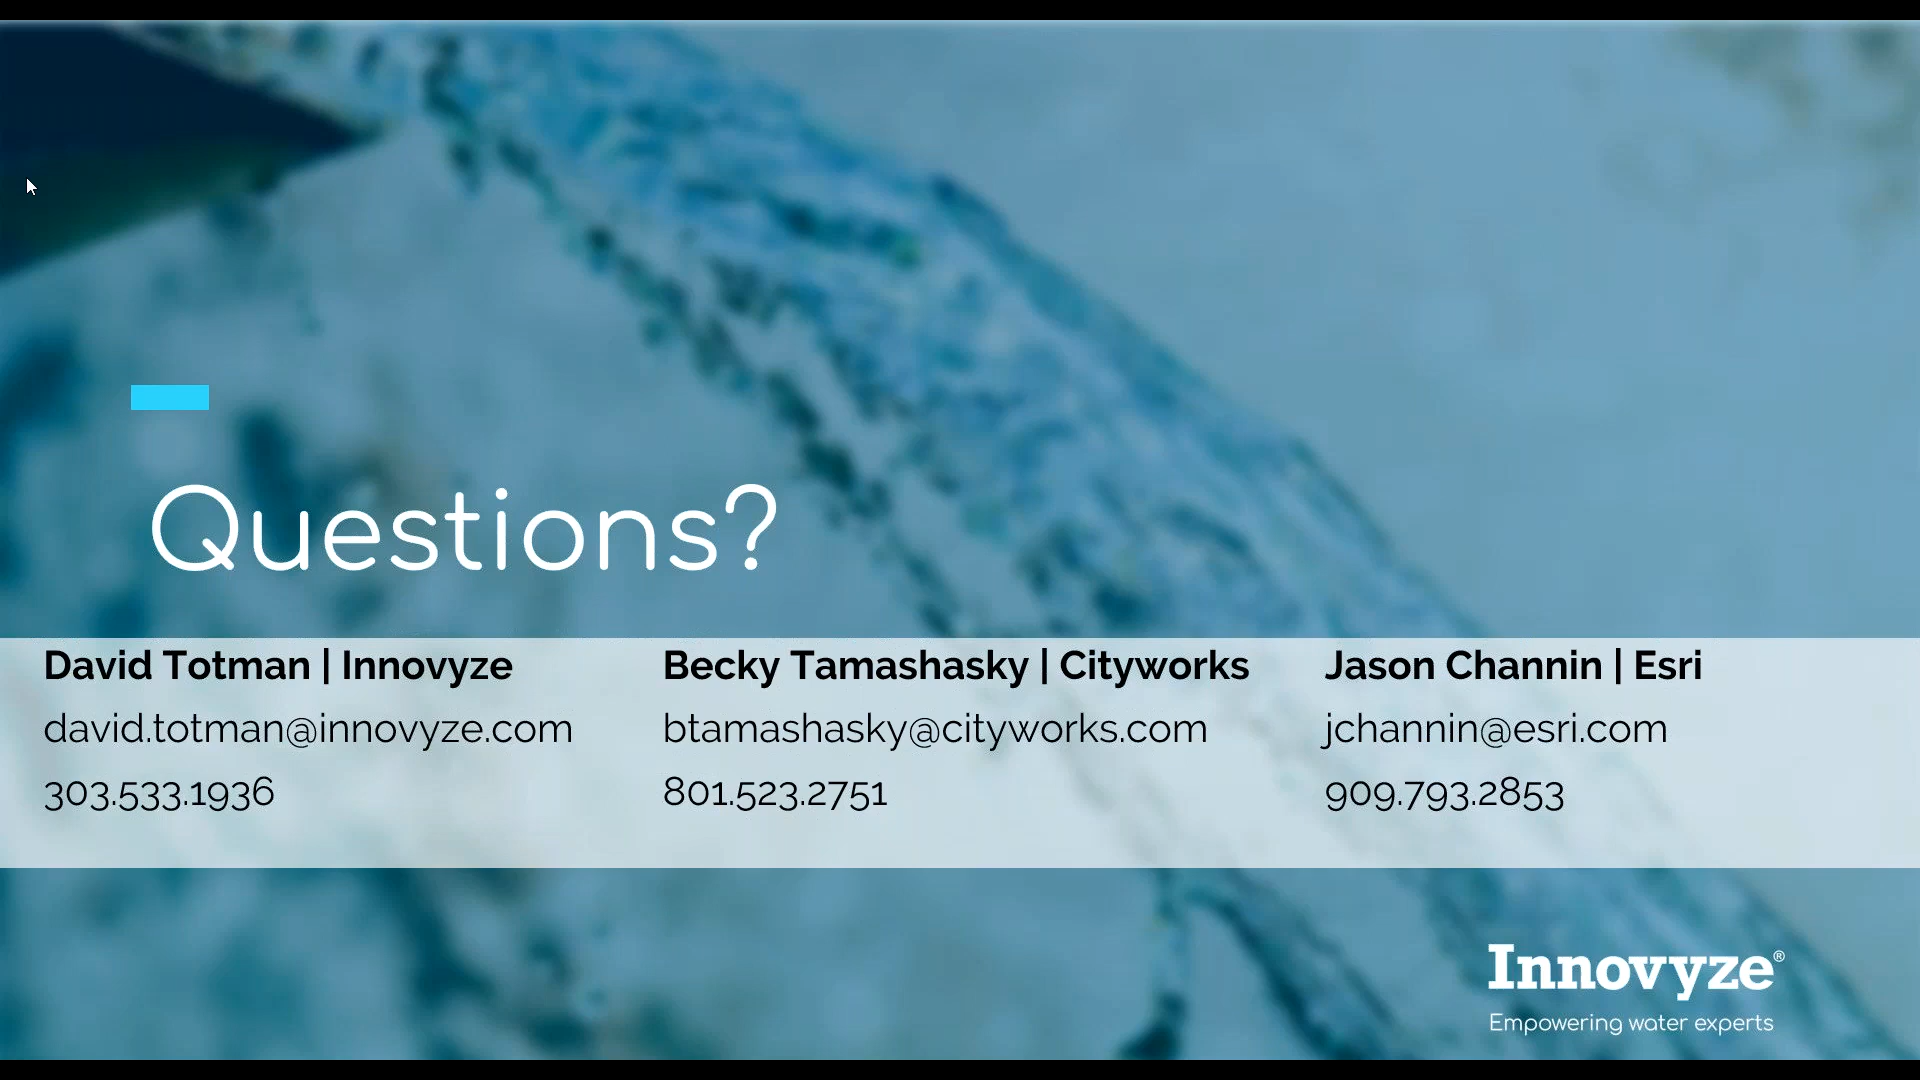 Questions?
David Totman | Innovyze
david.totman@innovyze.com
303.533.1936
Becky Tamashasky | Cityworks
btamashasky@cityworks.com
801.523.2751
Jason Channin | Esri
jchannin@esri.com
909.793.2853
Innovyze®
Empowering water experts